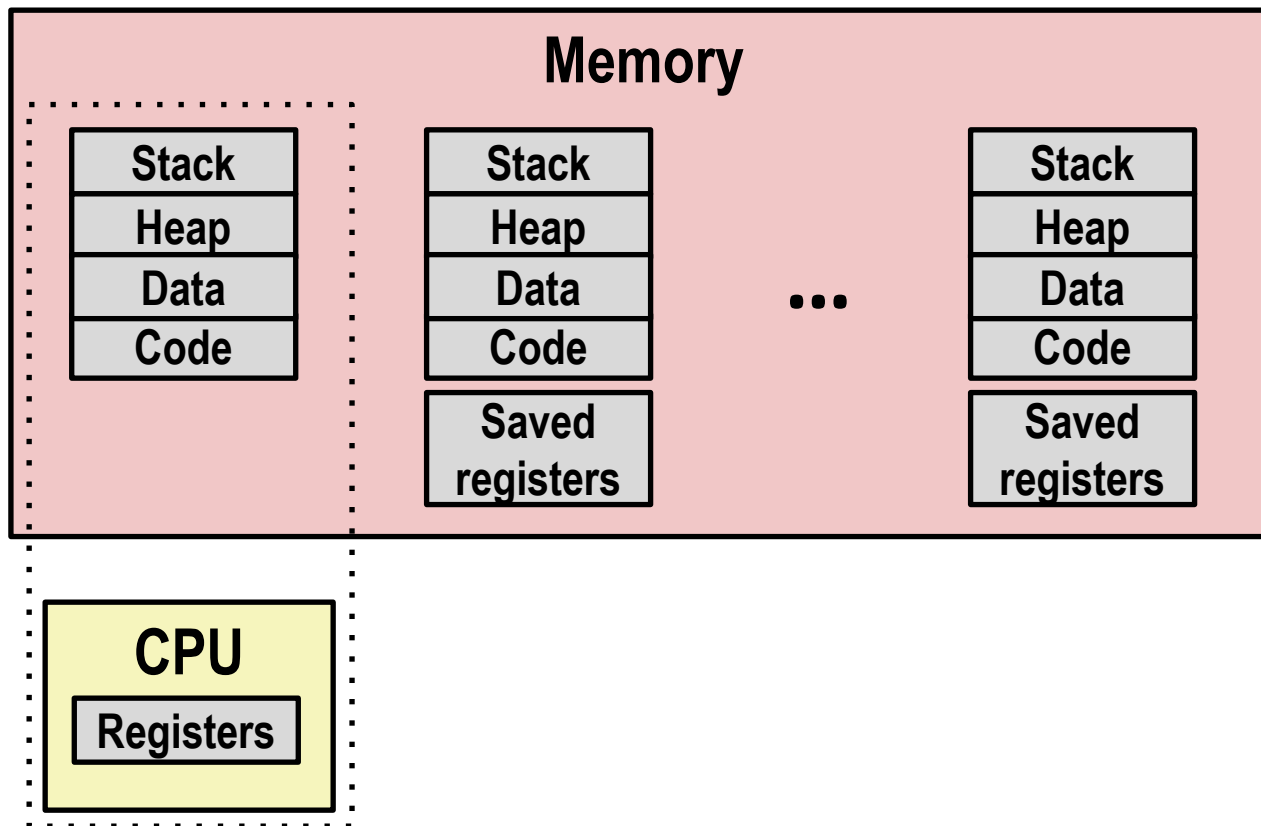 Memory
Stack
Heap
Data
Code
Stack
Heap
Data
Code
Saved
registers
...
Stack
Heap
Data
Code
Saved
registers
CPU
Registers